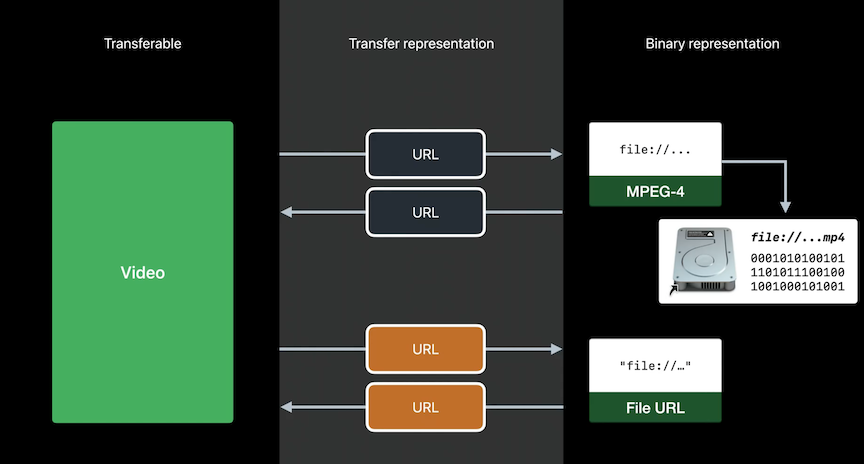 Transferable
Transfer representation
Binary representation
Video
URL
URL
file://...
MPEG-4
file://...mp4
0001010100101
1101011100100
1001000101001
URL
URL
"file://…"
File URL